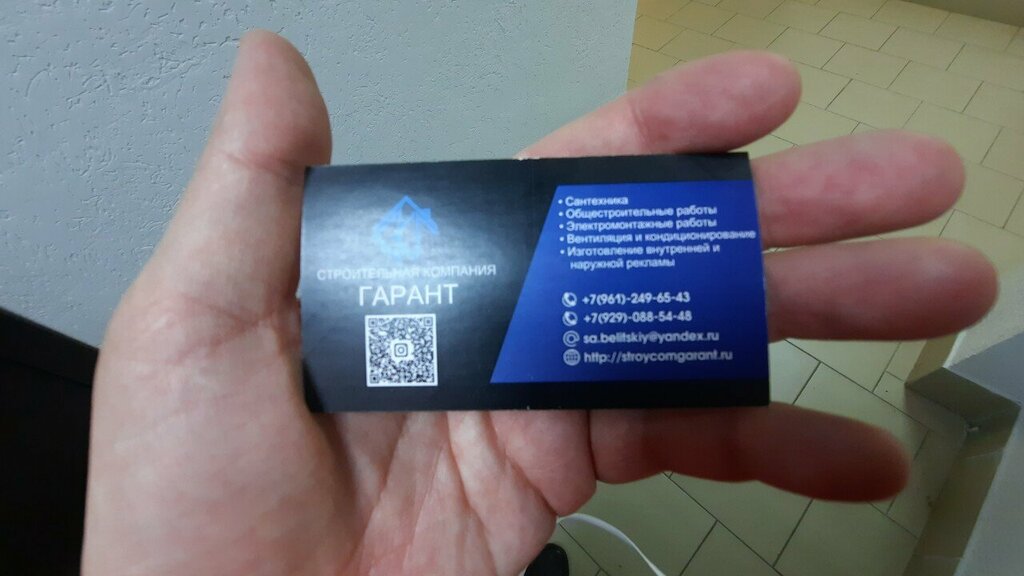 СТРОИТЕЛЬНАЯ КОМПАНИЯ
ГАРАНТ
• Сантехника
• Общестроительные работы
• Электромонтажные работы
• Вентиляция и кондиционирование
• Изготовление внутренней и
наружной рекламы
+7(961)-249-65-43
+7(929)-088-54-48
sa.belitskiy@yandex.ru
http://stroycomgarant.ru